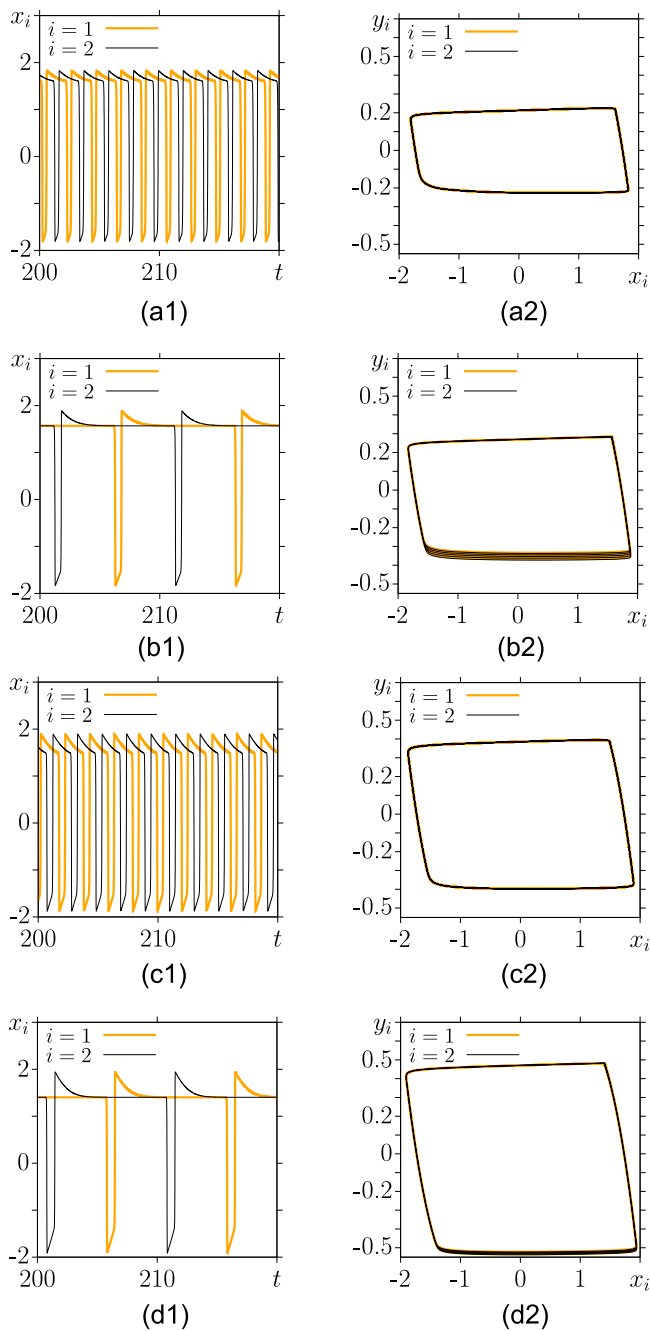 x_i
i = 1
i = 2
2
0
-2
200
210
t
(a1)
y_i
i = 1
i = 2
0.5
0.2
0
-0.2
-0.5
-2
-1
0
1
x_i
(a2)
x_i
i = 1
i = 2
2
0
-2
200
210
t
(b1)
y_i
i = 1
i = 2
0.5
0.2
0
-0.2
-0.5
-2
-1
0
1
x_i
(b2)
x_i
i = 1
i = 2
2
0
-2
200
210
t
(c1)
y_i
i = 1
i = 2
0.5
0.2
0
-0.2
-0.5
-2
-1
0
1
x_i
(c2)
x_i
i = 1
i = 2
2
0
-2
200
210
t
(d1)
y_i
i = 1
i = 2
0.5
0.2
0
-0.2
-0.5
-2
-1
0
1
x_i
(d2)